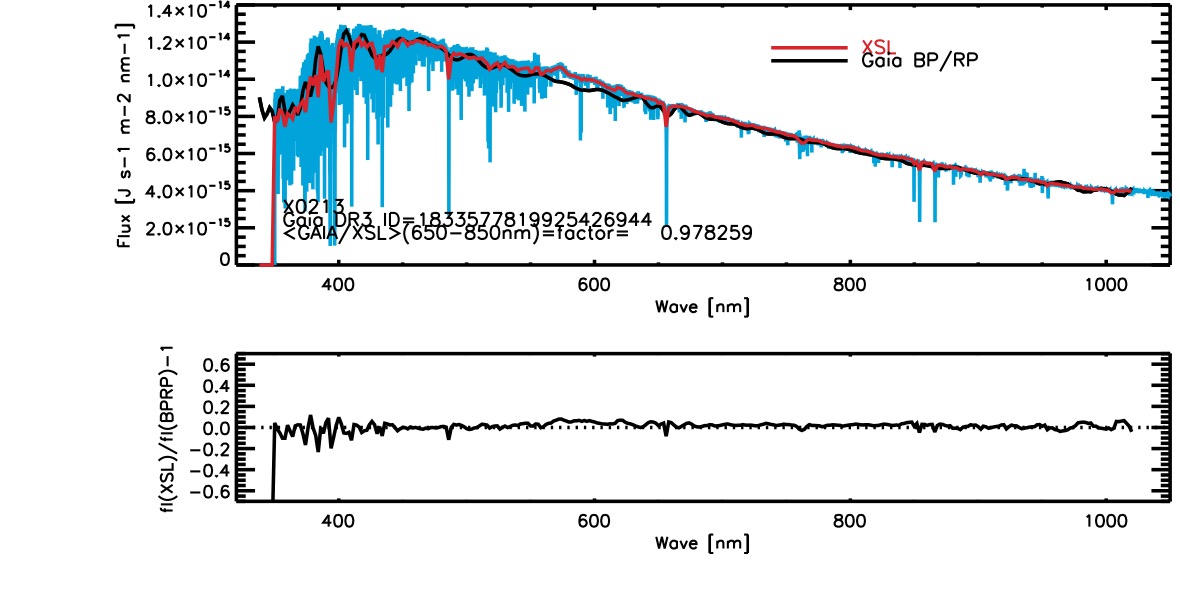 1.4×10⁻¹⁴
1.2×10⁻¹⁴
1.0×10⁻¹⁴
8.0×10⁻¹⁵
6.0×10⁻¹⁵
4.0×10⁻¹⁵
2.0×10⁻¹⁵
0
Flux [J s−1 m−2 nm−1]
XSL
Gaia BP/RP
X0213
Gaia DR3 ID=1833577819925426944
<GAIA/XSL>(650−850nm)=factor= 0.978259
400 600 800 1000
Wave [nm]
fl(XSL)/fl(BPRP)−1
0.6
0.4
0.2
0.0
−0.2
−0.4
−0.6
400 600 800 1000
Wave [nm]